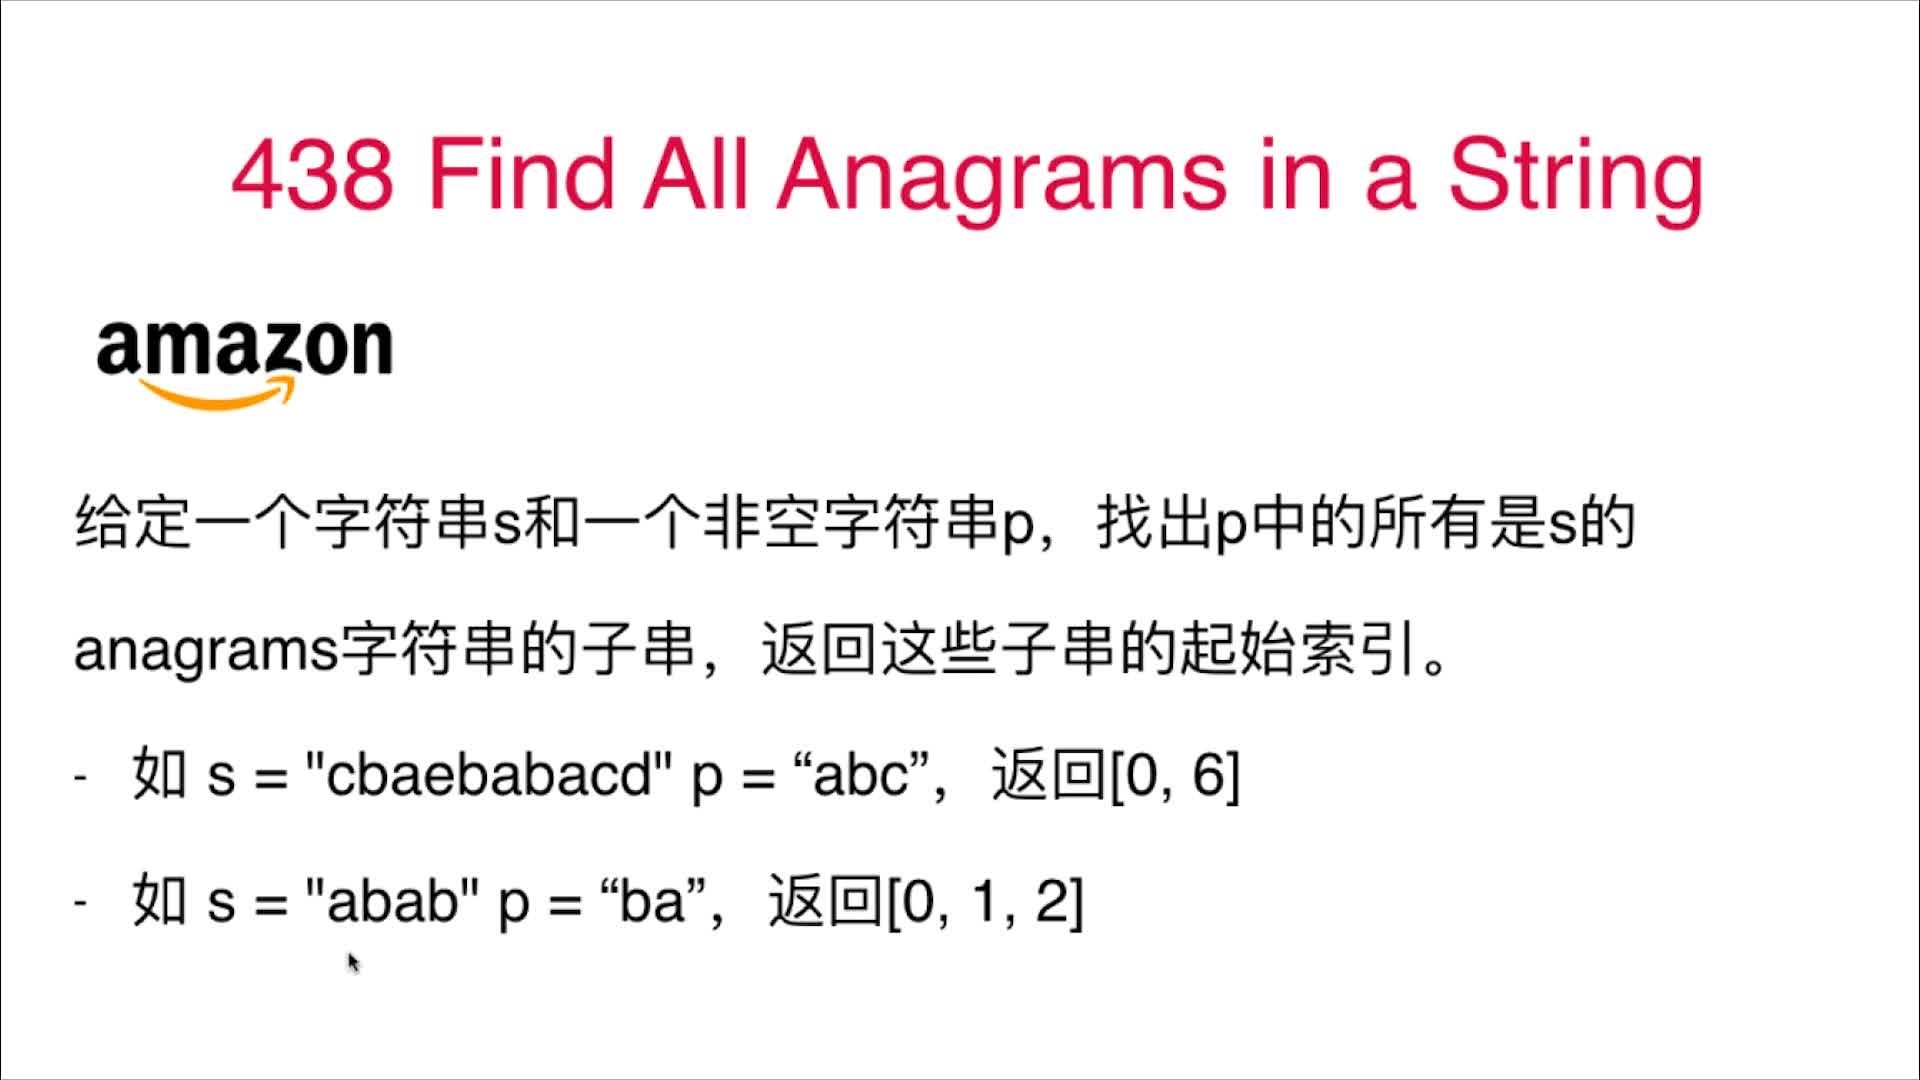 438 Find All Anagrams in a String
amazon
给定一个字符串s和一个非空字符串p，找出p中的所有是s的
anagrams字符串的子串，返回这些子串的起始索引。
- 如 s = "cbaebabacd" p = “abc”，返回[0, 6]
- 如 s = "abab" p = “ba”，返回[0, 1, 2]